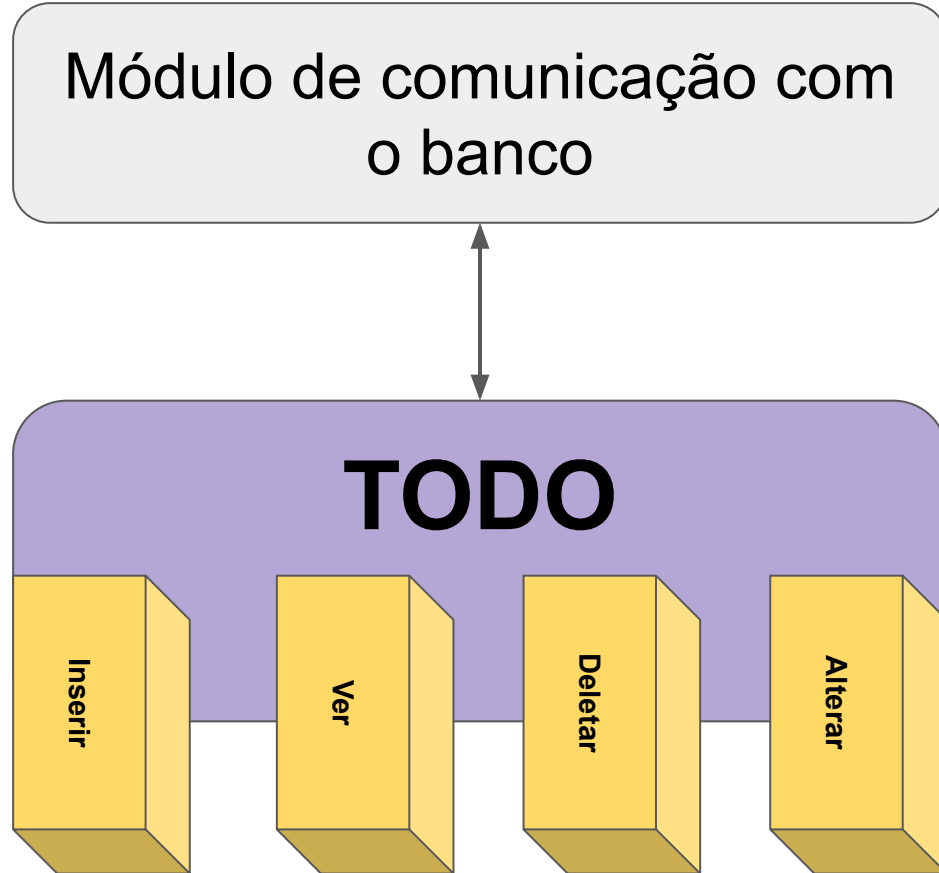 Módulo de comunicação com
o banco
TODO
Inserir
Ver
Deletar
Alterar